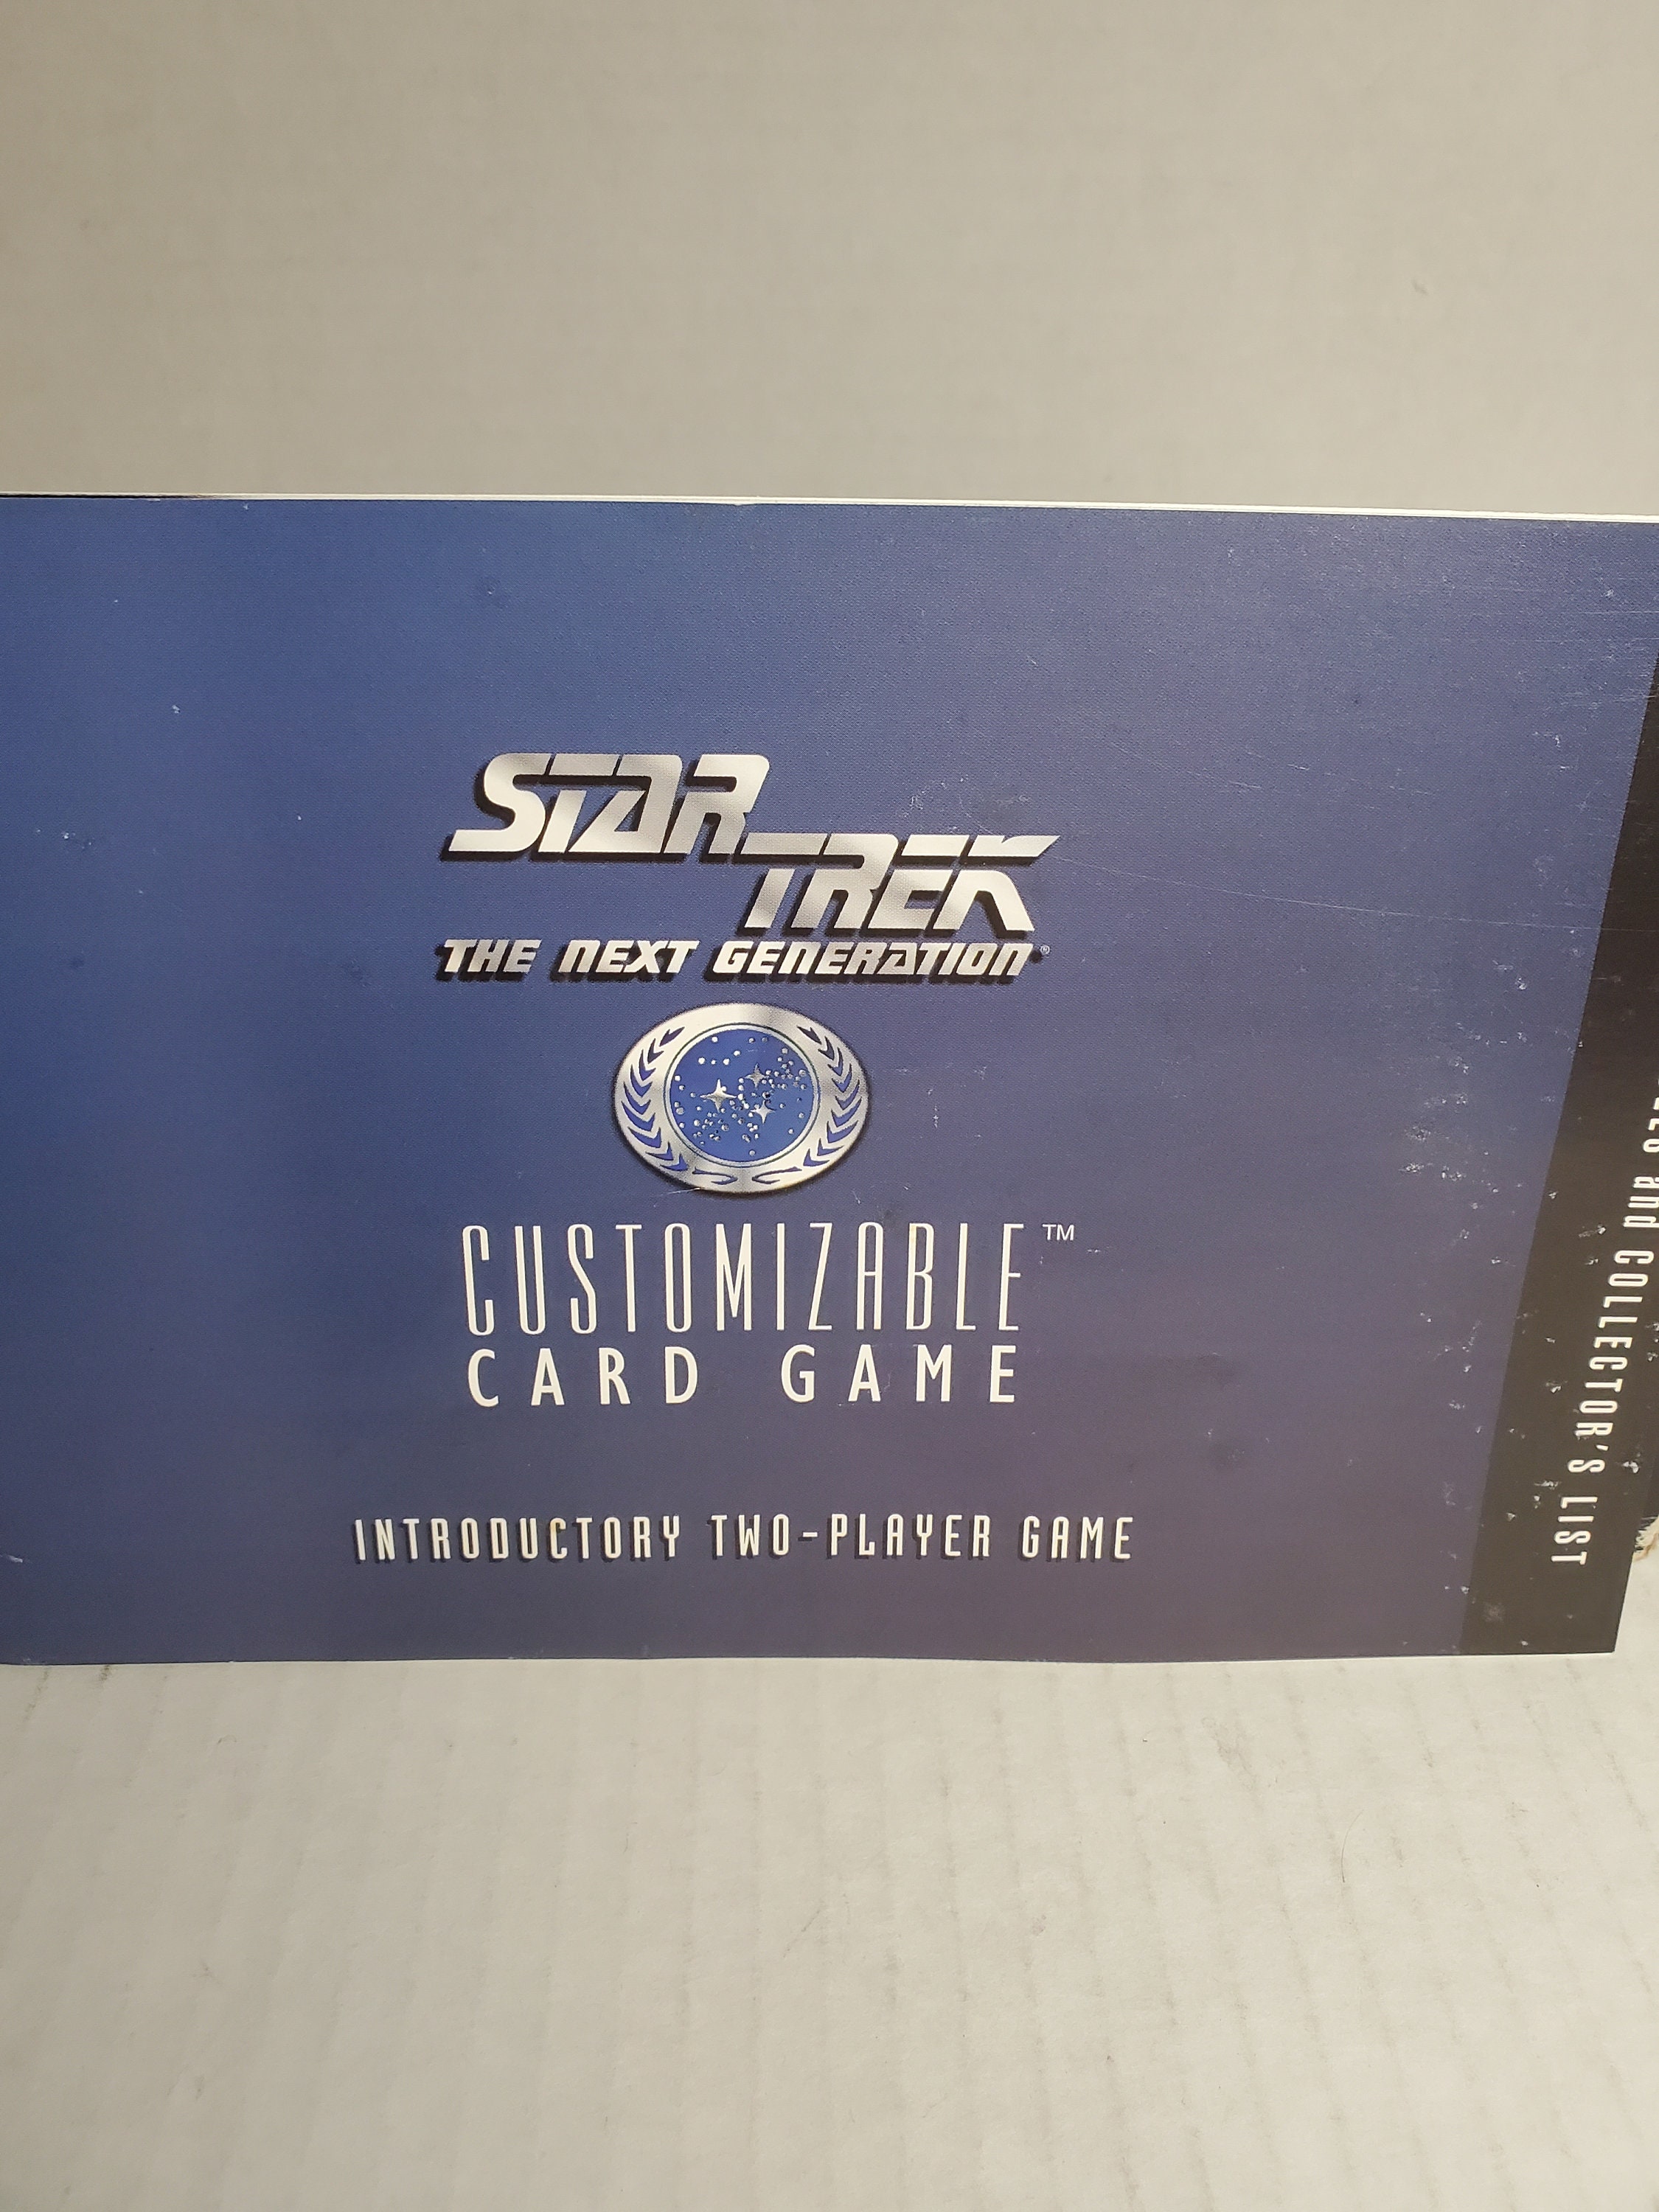 STAR
TREK
THE NEXT GENERATION®
CUSTOMIZABLE™
CARD GAME
INTRODUCTORY TWO-PLAYER GAME
and COLLECTOR'S LIST